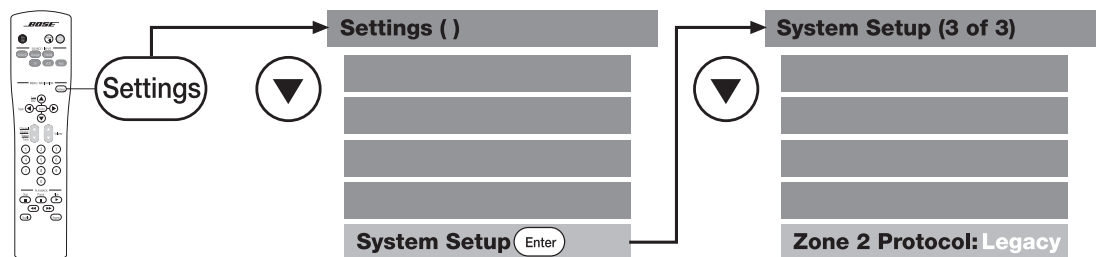 BOSE
Settings
Settings ( )
System Setup Enter
System Setup (3 of 3)
Zone 2 Protocol: Legacy